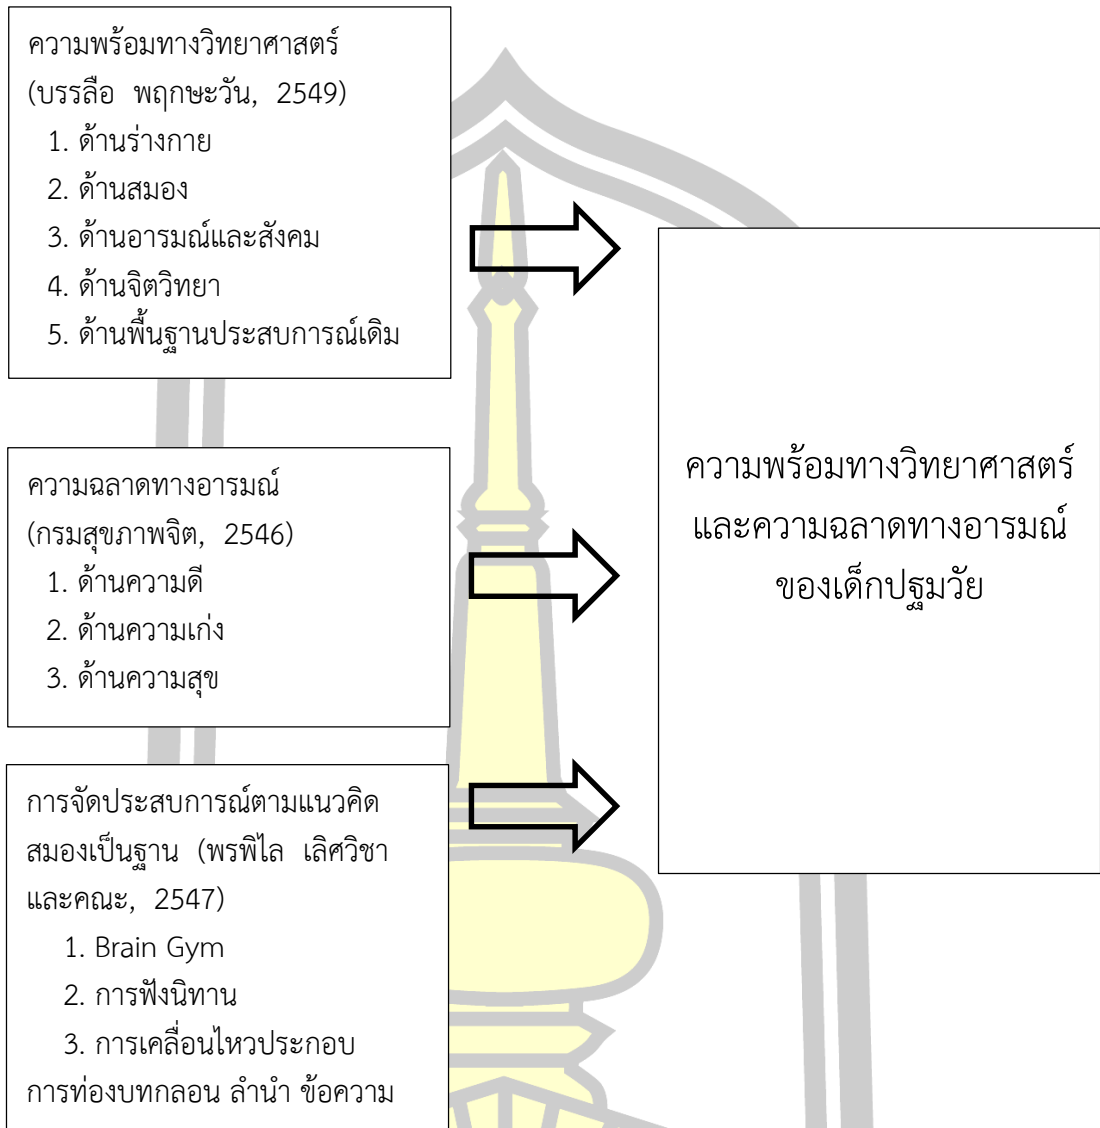 ความพร้อมทางวิทยาศาสตร์
(บรรลือ พฤกษะวัน, 2549)
1. ด้านร่างกาย
2. ด้านสมอง
3. ด้านอารมณ์และสังคม
4. ด้านจิตวิทยา
5. ด้านพื้นฐานประสบการณ์เดิม
ความฉลาดทางอารมณ์
(กรมสุขภาพจิต, 2546)
1. ด้านความดี
2. ด้านความเก่ง
3. ด้านความสุข
การจัดประสบการณ์ตามแนวคิด
สมองเป็นฐาน (พรพิไล เลิศวิชา
และคณะ, 2547)
1. Brain Gym
2. การฟังนิทาน
3. การเคลื่อนไหวประกอบ
การท่องบทกลอน ลำนำ ข้อความ
ความพร้อมทางวิทยาศาสตร์
และความฉลาดทางอารมณ์
ของเด็กปฐมวัย